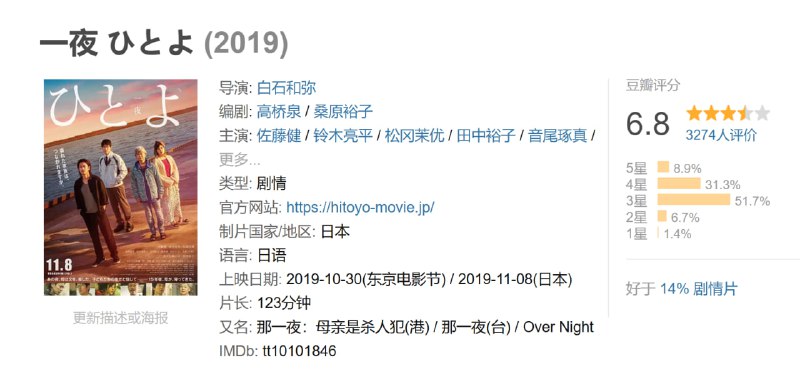 一夜 ひとよ (2019)
ひとよ
一夜
11.8
更新描述或海报
导演: 白石和弥
编剧: 高桥泉 / 桑原裕子
主演: 佐藤健 / 铃木亮平 / 松冈茉优 / 田中裕子 / 音尾琢真 /
更多...
类型: 剧情
官方网站: https://hitoyo-movie.jp/
制片国家/地区: 日本
语言: 日语
上映日期: 2019-10-30(东京电影节) / 2019-11-08(日本)
片长: 123分钟
又名: 那一夜：母亲是杀人犯(港) / 那一夜(台) / Over Night
IMDb: tt10101846
豆瓣评分
6.8
3274人评价
5星 8.9%
4星 31.3%
3星 51.7%
2星 6.7%
1星 1.4%
好于 14% 剧情片